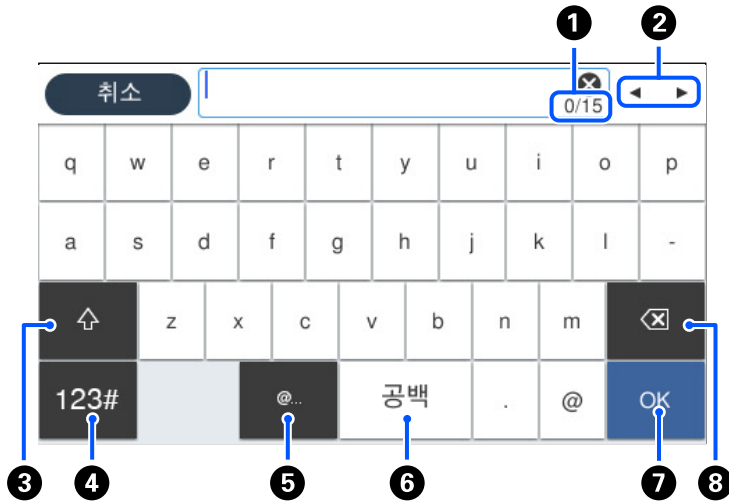 1 2
취소 0/15
q w e r t y u i o p
a s d f g h j k l -
z x c v b n m
123# @... 공백 . @ OK
3 4 5 6 7 8